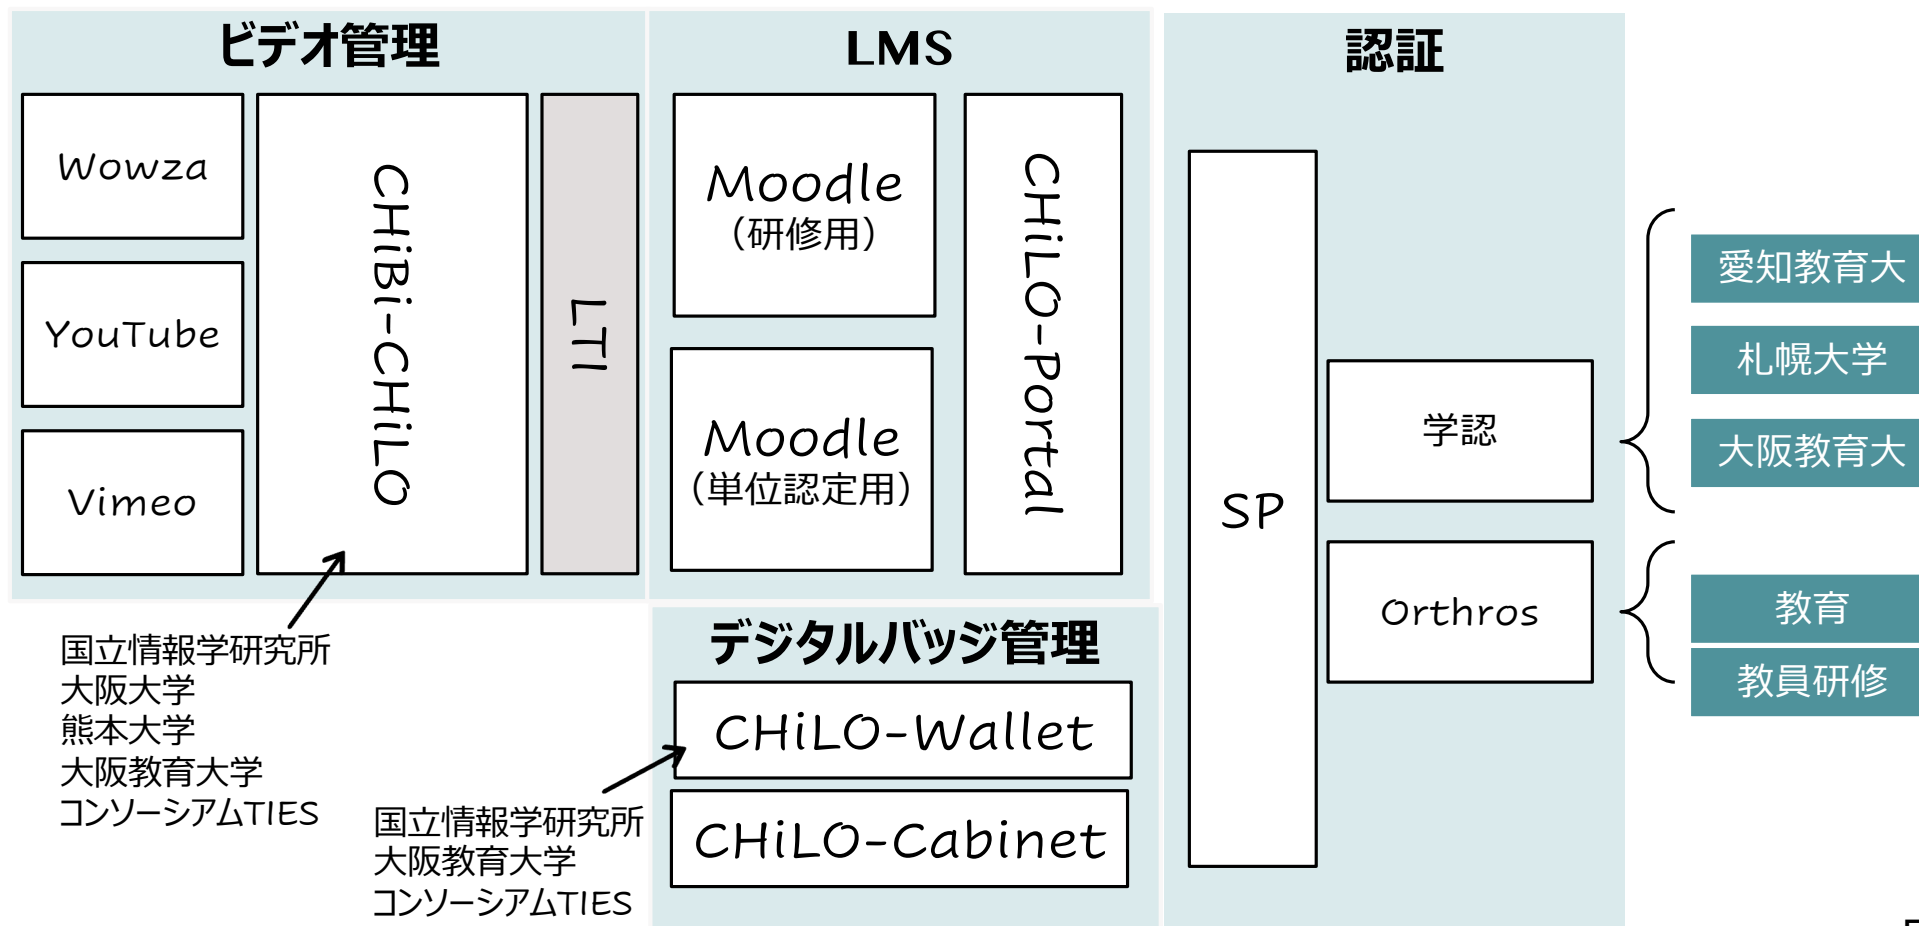 ビデオ管理
Wowza
YouTube
Vimeo
CHiBi-CHiLO
LTI
国立情報学研究所
大阪大学
熊本大学
大阪教育大学
コンソーシアムTIES
LMS
Moodle
（研修用）
Moodle
（単位認定用）
CHiLO-Portal
デジタルバッジ管理
CHiLO-Wallet
CHiLO-Cabinet
国立情報学研究所
大阪教育大学
コンソーシアムTIES
認証
SP
学認
Orthros
愛知教育大
札幌大学
大阪教育大
教育
教員研修